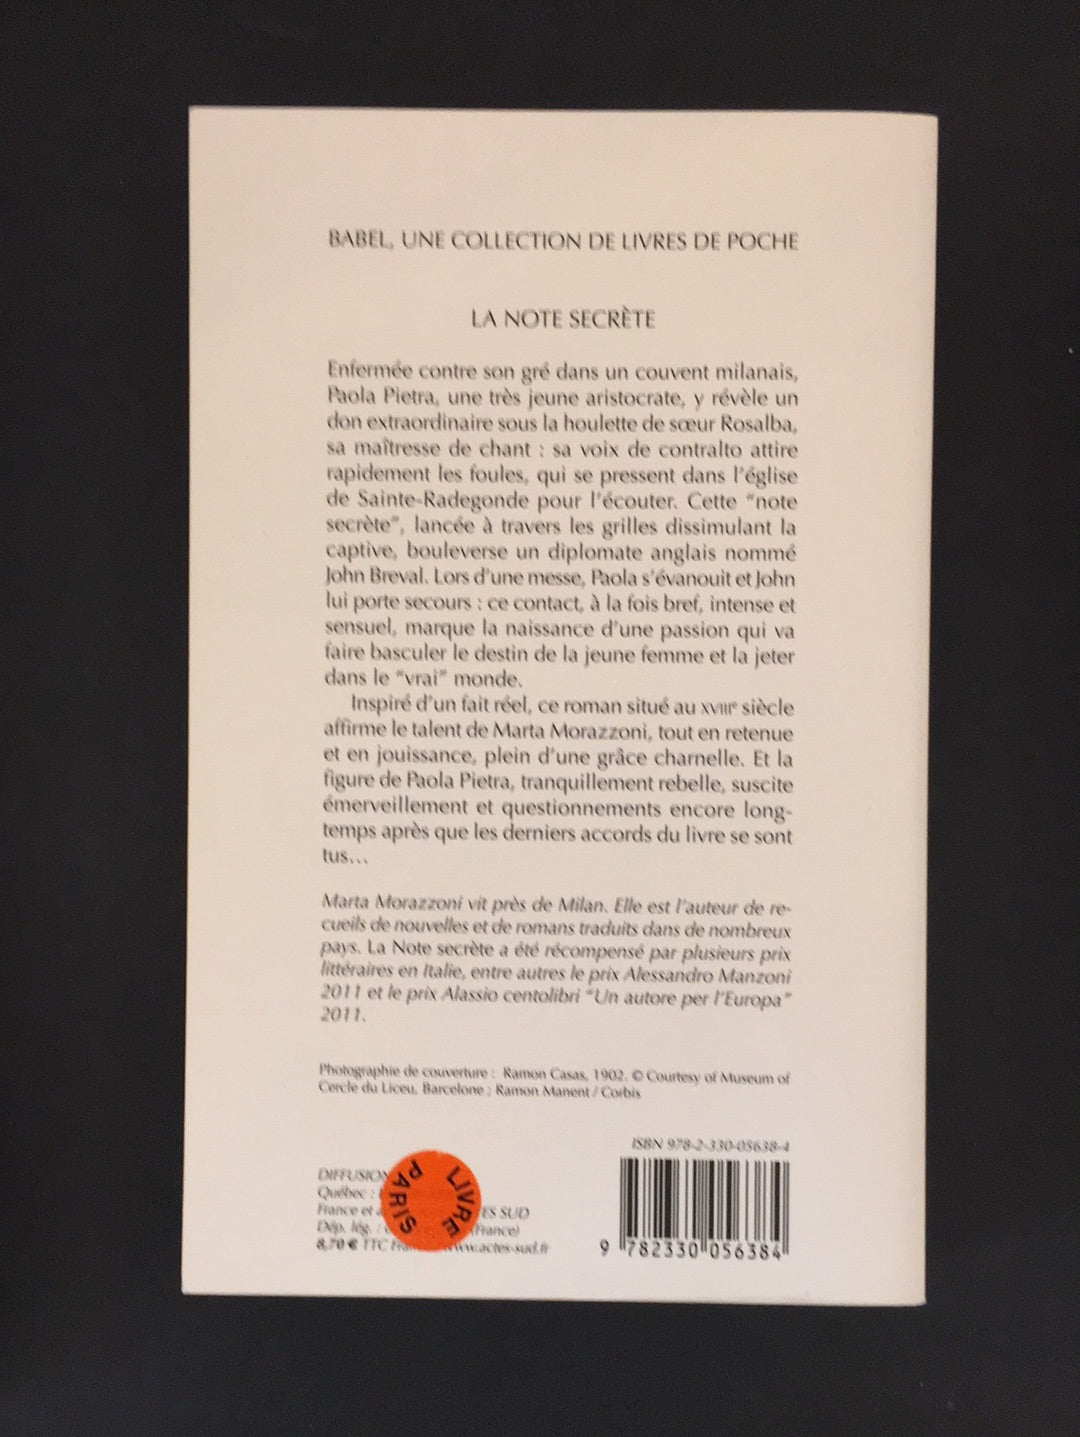 BABEL, UNE COLLECTION DE LIVRES DE POCHE
LA NOTE SECRÈTE
Enfermée contre son gré dans un couvent milanais,
Paola Pietra, une très jeune aristocrate, y révèle un
don extraordinaire sous la houlette de sœur Rosalba,
sa maîtresse de chant : sa voix de contralto attire
rapidement les foules, qui se pressent dans l'église
de Sainte-Radegonde pour l'écouter. Cette "note
secrète", lancée à travers les grilles dissimulant la
captive, bouleverse un diplomate anglais nommé
John Breval. Lors d'une messe, Paola s'évanouit et John
lui porte secours : ce contact, à la fois bref, intense et
sensuel, marque la naissance d'une passion qui va
faire basculer le destin de la jeune femme et la jeter
dans le "vrai" monde.
Inspiré d'un fait réel, ce roman situé au XVIIIe siècle
affirme le talent de Marta Morazzoni, tout en retenue
et en jouissance, plein d'une grâce charnelle. Et la
figure de Paola Pietra, tranquillement rebelle, suscite
émerveillement et questionnements encore long-
temps après que les derniers accords du livre se sont
tus...
Marta Morazzoni vit près de Milan. Elle est l'auteur de re-
cueils de nouvelles et de romans traduits dans de nombreux
pays. La Note secrète a été récompensé par plusieurs prix
littéraires en Italie, entre autres le prix Alessandro Manzoni
2011 et le prix Alassio centolibri "Un autore per l'Europa"
2011.
Photographie de couverture : Ramon Casas, 1902. © Courtesy of Museum of
Cercle du Liceu, Barcelone ; Ramon Manent / Corbis
ISBN 978-2-330-05638-4
DIFFUSION
Québec :
France et ES SUD
Dép. lég. : (France)
8,70 € TTC www.actes-sud.fr
LIVRE
PARIS
9 782330 056384